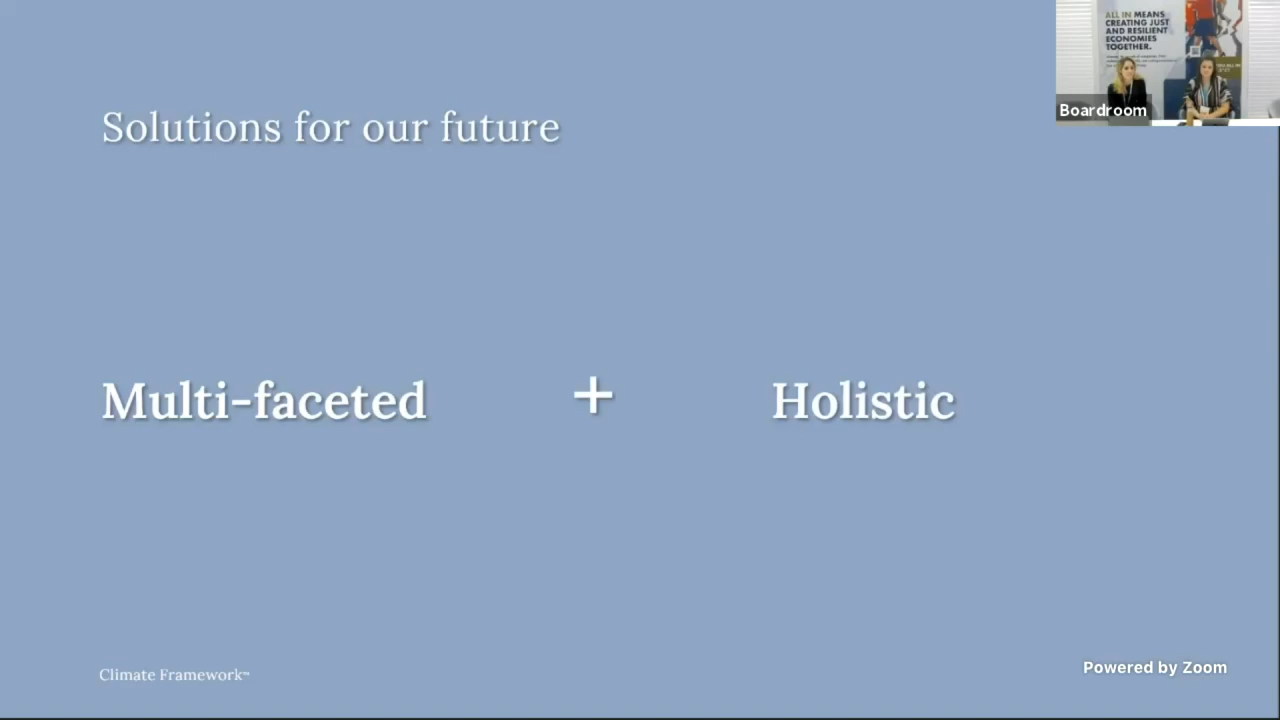 ALL IN MEANS
CREATING JUST
AND RESILIENT
ECONOMIES
TOGETHER.
Boardroom
Solutions for our future
Multi-faceted + Holistic
Climate Framework™
Powered by Zoom